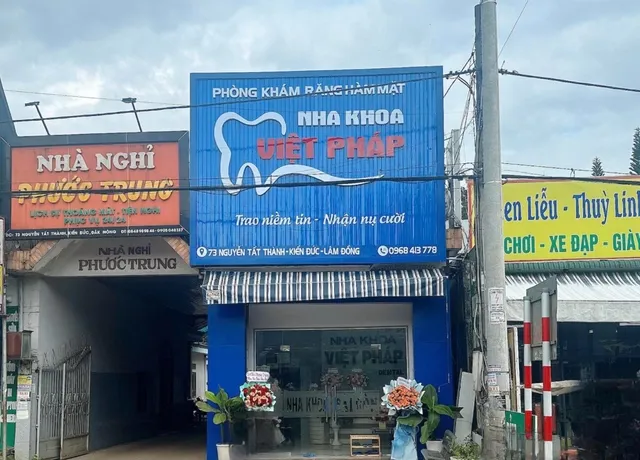 NHÀ NGHỈ
PHƯỚC TRUNG
NHÀ NGHỈ
PHƯỚC TRUNG
PHÒNG KHÁM RĂNG HÀM MẶT
NHA KHOA
VIỆT PHÁP
Trao niềm tin - Nhận nụ cười
73 NGUYỄN TẤT THÀNH - KIẾN ĐỨC - LÂM ĐỒNG
0968 413 778
NHA KHOA
VIỆT PHÁP
NHA KHOA
en Liễu - Thuỳ Linh
CHƠI - XE ĐẠP - GIÀY